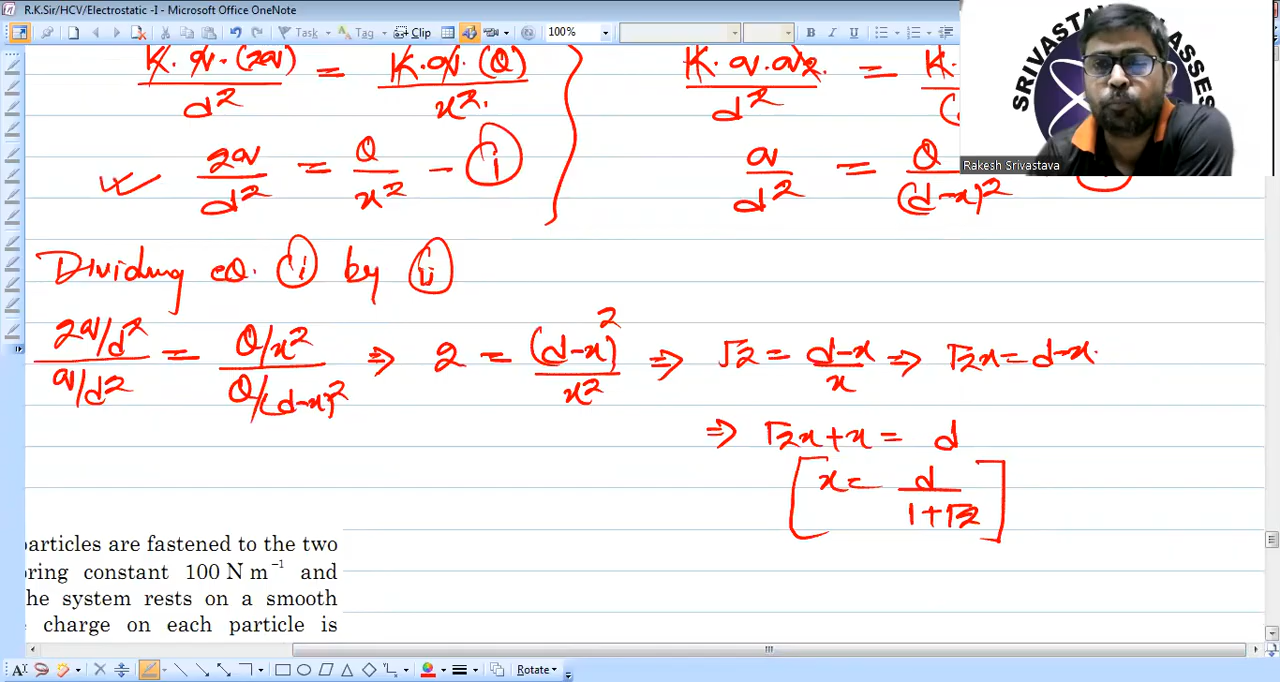 R.K.Sir/HCV/Electrostatic -I - Microsoft Office OneNote
Task
Tag
Clip
100%
B I U
SRIVASTAVA CLASSES
Rakesh Srivastava
K·q·(2q)/d² = K·q·(Q)/x²
K·q·q2/d² = K
2q/d² = Q/x² - (i)
q/d² = Q/(d-x)²
Dividing eq. (i) by (ii)
2q/d² / q/d² = Q/x² / Q/(d-x)² ⇒ 2 = (d-x)²/x² ⇒ √2 = d-x/x ⇒ √2x = d-x
⇒ √2x + x = d
[x = d/1+√2]
particles are fastened to the two
ring constant 100 N m⁻¹ and
he system rests on a smooth
charge on each particle is
Rotate